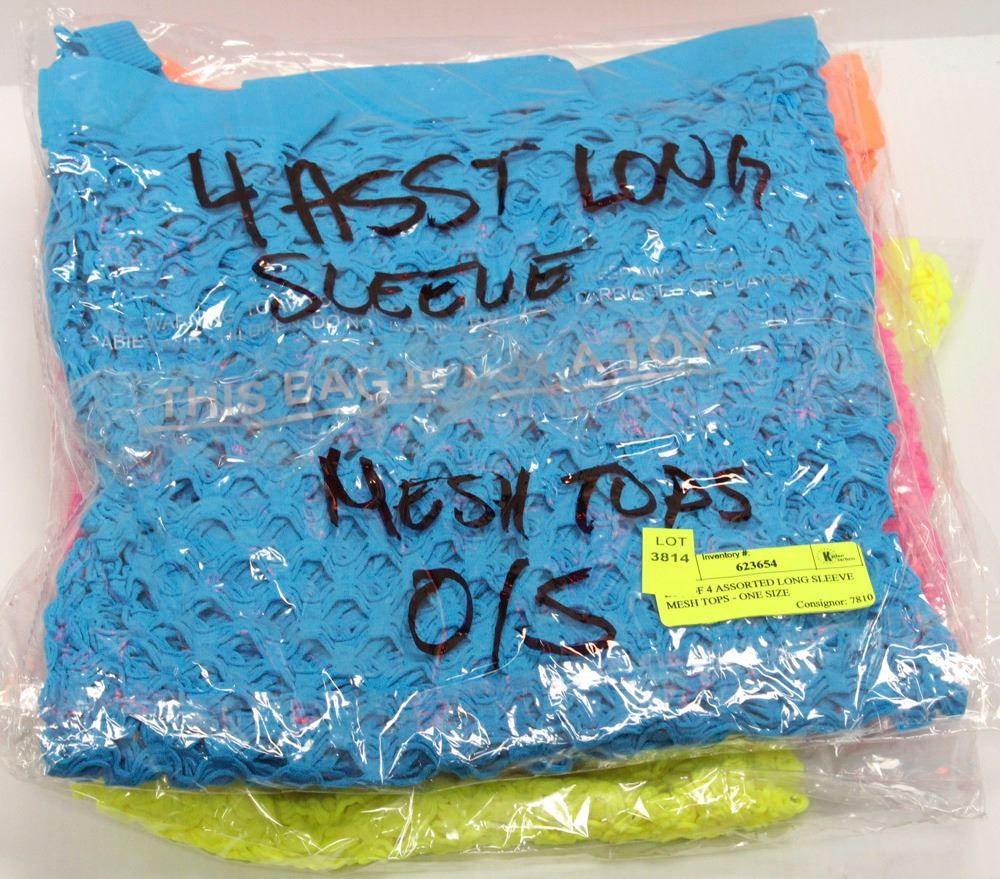 4 ASST LONG
SLEEVE
THIS BAG IS A TOY
MESH TOPS
O/S
LOT
3814
Inventory #:
623654
OF 4 ASSORTED LONG SLEEVE
MESH TOPS - ONE SIZE
Consignor: 7810